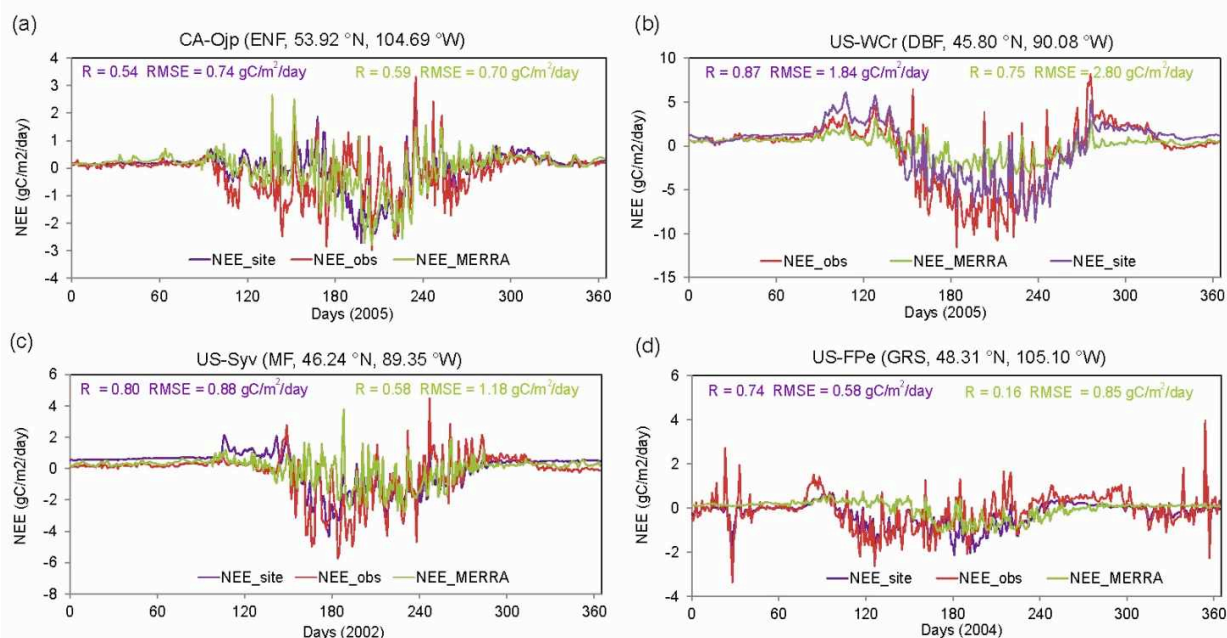 (a)
CA-Ojp (ENF, 53.92 °N, 104.69 °W)
R = 0.54 RMSE = 0.74 gC/m²/day
R = 0.59 RMSE = 0.70 gC/m²/day
NEE (gC/m2/day)
4
3
2
1
0
-1
-2
-3
-4
NEE_site NEE_obs NEE_MERRA
0 60 120 180 240 300 360
Days (2005)
(b)
US-WCr (DBF, 45.80 °N, 90.08 °W)
R = 0.87 RMSE = 1.84 gC/m²/day
R = 0.75 RMSE = 2.80 gC/m²/day
NEE (gC/m2/day)
10
5
0
-5
-10
-15
NEE_obs NEE_MERRA NEE_site
0 60 120 180 240 300 360
Days (2005)
(c)
US-Syv (MF, 46.24 °N, 89.35 °W)
R = 0.80 RMSE = 0.88 gC/m²/day
R = 0.58 RMSE = 1.18 gC/m²/day
NEE (gC/m2/day)
6
4
2
0
-2
-4
-6
-8
NEE_site NEE_obs NEE_MERRA
0 60 120 180 240 300 360
Days (2002)
(d)
US-FPe (GRS, 48.31 °N, 105.10 °W)
R = 0.74 RMSE = 0.58 gC/m²/day
R = 0.16 RMSE = 0.85 gC/m²/day
NEE (gC/m2/day)
6
4
2
0
-2
-4
NEE_site NEE_obs NEE_MERRA
0 60 120 180 240 300 360
Days (2004)